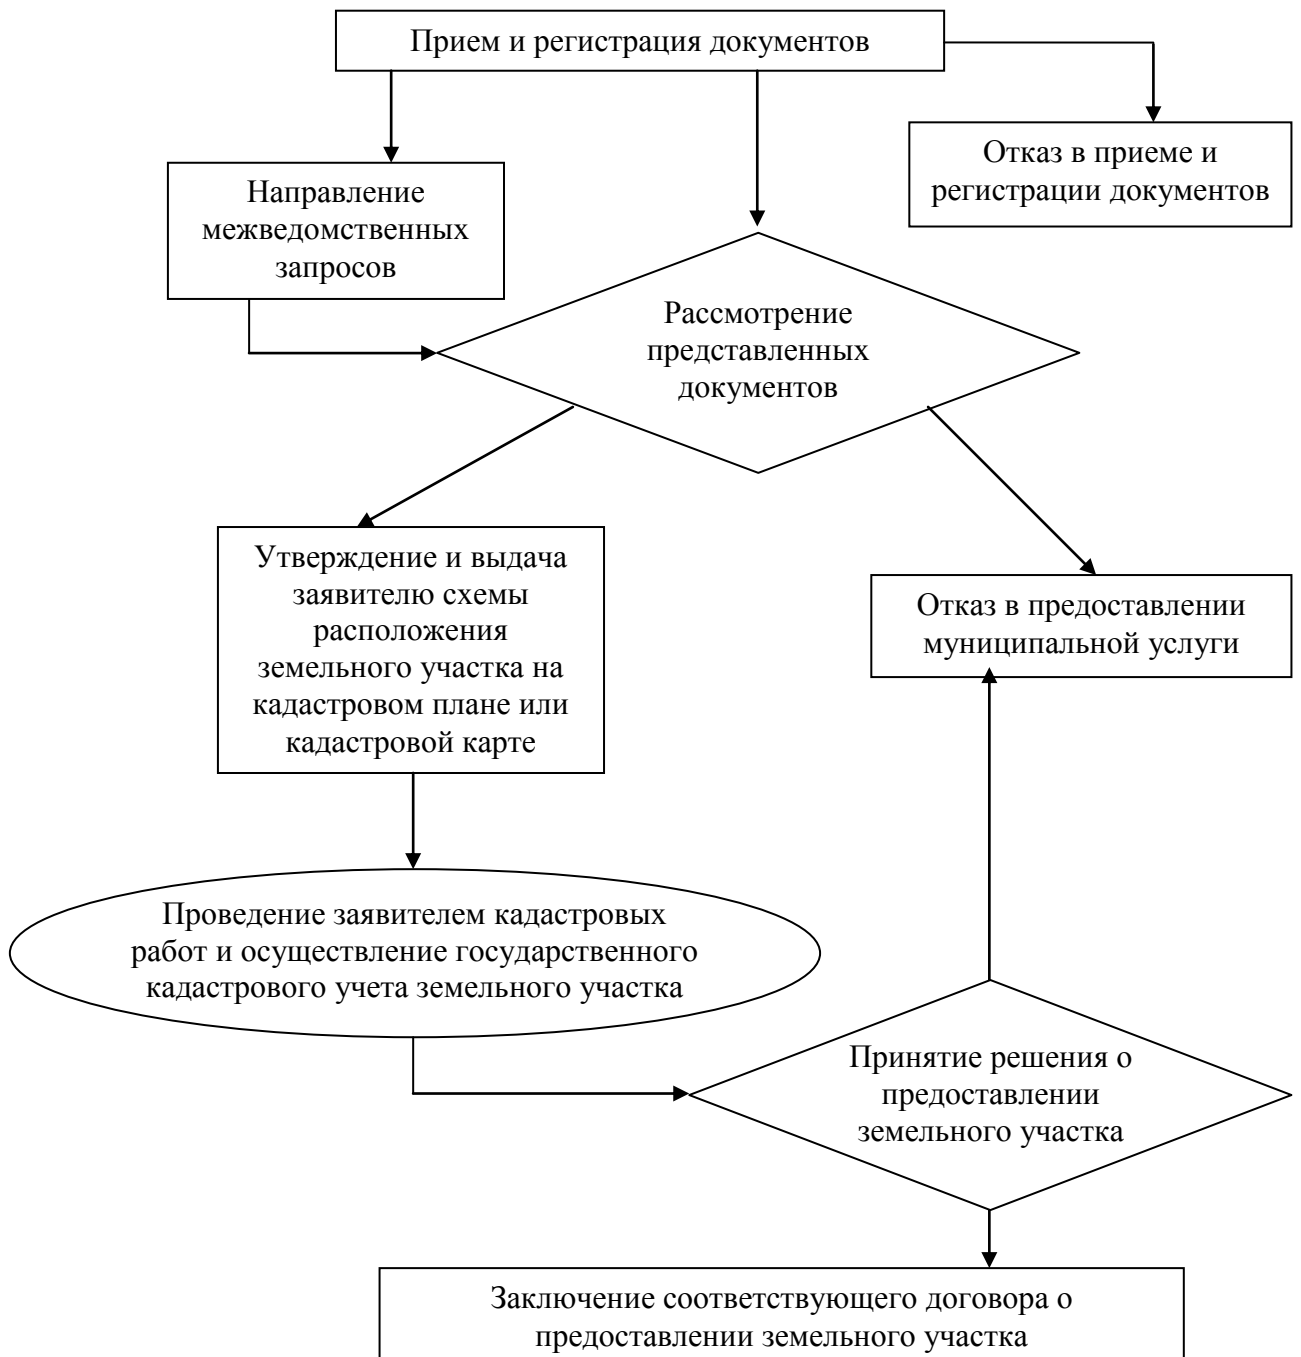 Прием и регистрация документов
Отказ в приеме и
регистрации документов
Направление
межведомственных
запросов
Рассмотрение
представленных
документов
Утверждение и выдача
заявителю схемы
расположения
земельного участка на
кадастровом плане или
кадастровой карте
Отказ в предоставлении
муниципальной услуги
Проведение заявителем кадастровых
работ и осуществление государственного
кадастрового учета земельного участка
Принятие решения о
предоставлении
земельного участка
Заключение соответствующего договора о
предоставлении земельного участка